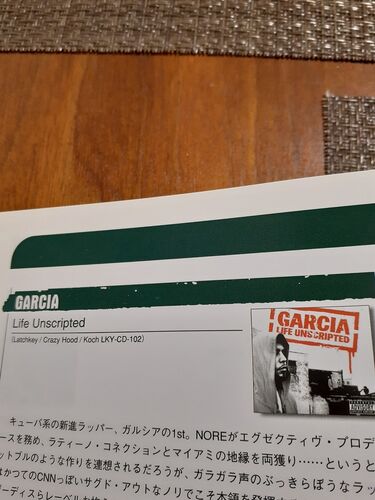 GARCIA
Life Unscripted
(Latchkey / Crazy Hood / Koch LKY-CD-102)
GARCIA
LIFE UNSCRIPTED
PARENTAL
ADVISORY
キューバ系の新進ラッパー、ガルシアの1st。NOREがエグゼクティヴ・プロデ
ースを務め、ラティーノ・コネクションとマイアミの地縁を両獲り……というと
ットブルのような作りを連想されるだろうが、ガラガラ声のぶっきらぼうなラッ
はかつてのCNNっぽいサグド・アウトなノリでこそ本領を発揮